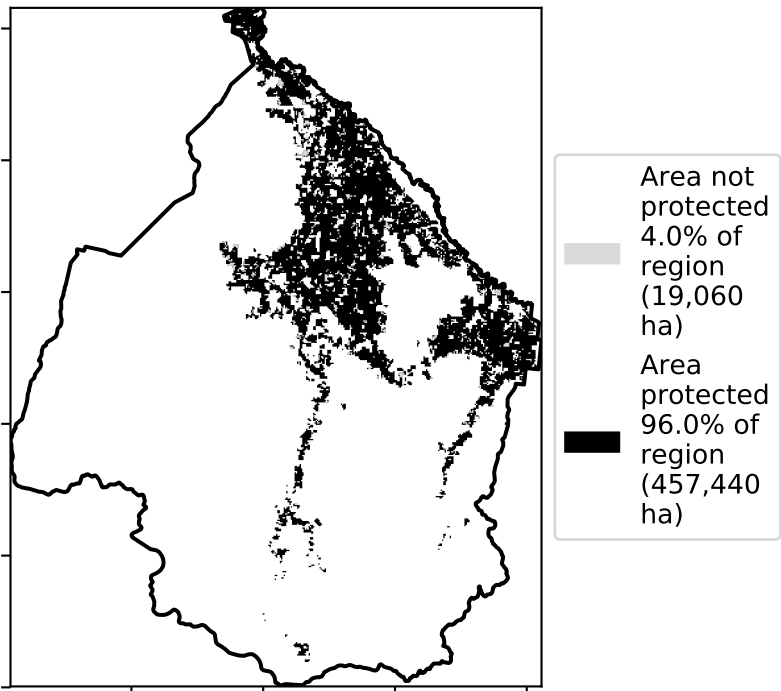 Area not
protected
4.0% of
region
(19,060
ha)
Area
protected
96.0% of
region
(457,440
ha)